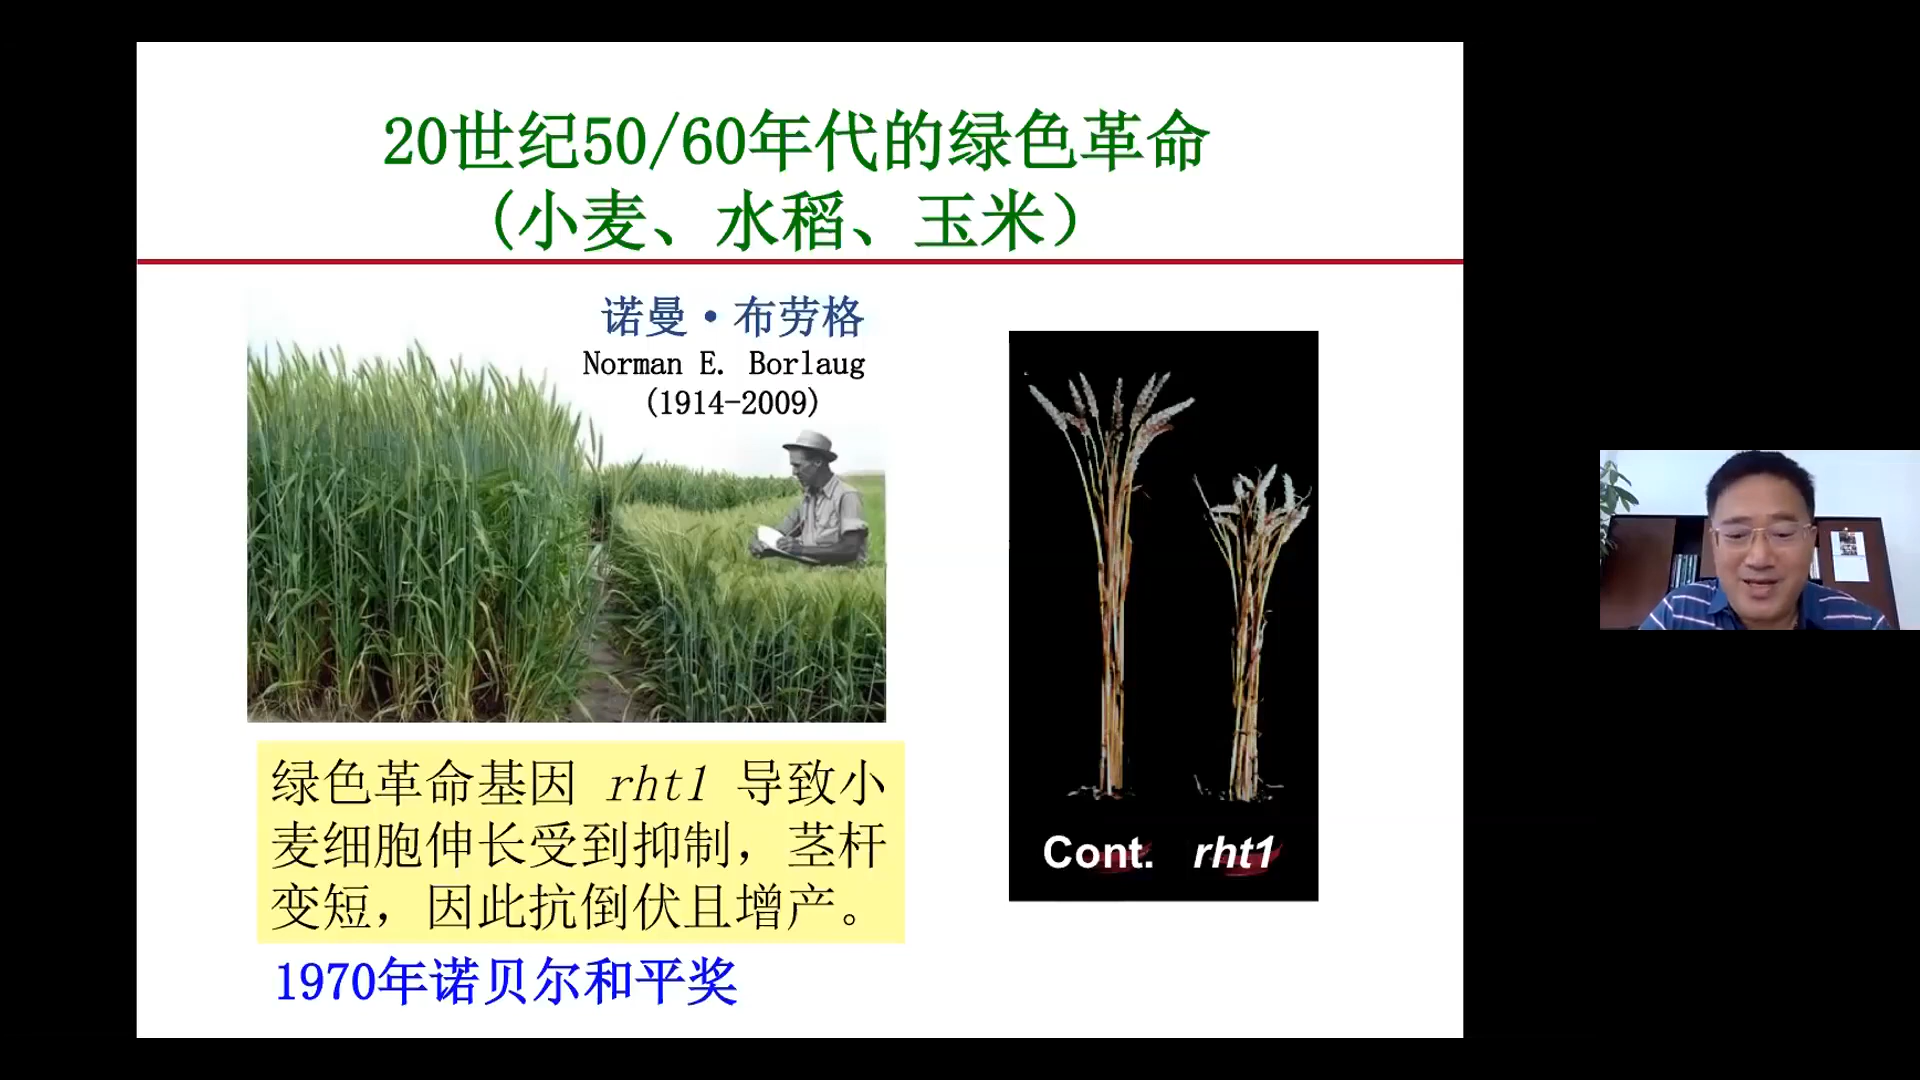 20世纪50/60年代的绿色革命
(小麦、水稻、玉米）
诺曼·布劳格
Norman E. Borlaug
(1914-2009)
绿色革命基因 rht1 导致小
麦细胞伸长受到抑制，茎杆
变短，因此抗倒伏且增产。
1970年诺贝尔和平奖
Cont. rht1